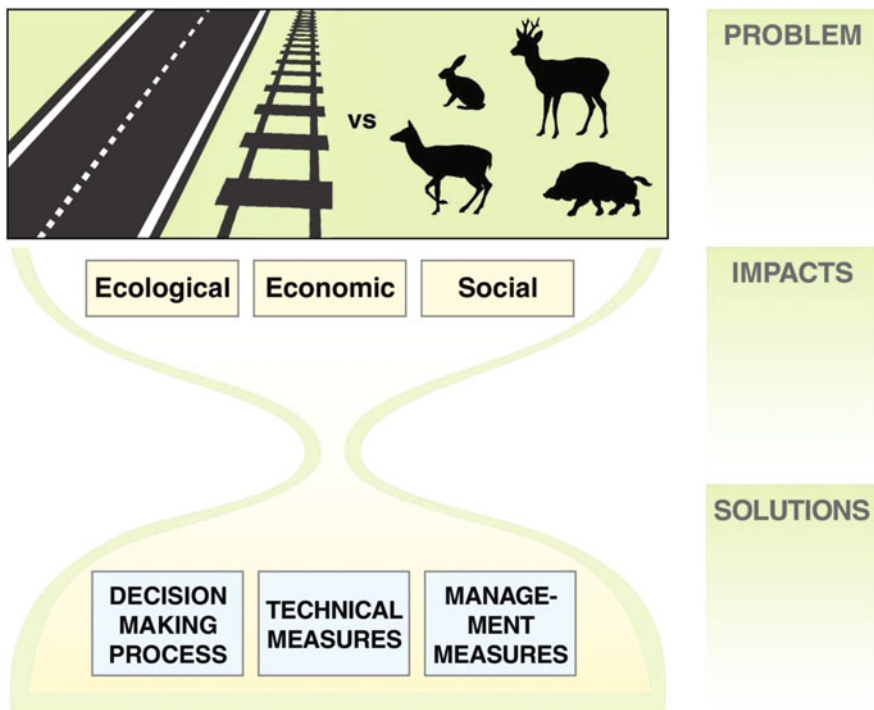 PROBLEM
vs
IMPACTS
Ecological
Economic
Social
SOLUTIONS
DECISION
MAKING
PROCESS
TECHNICAL
MEASURES
MANAGE-
MENT
MEASURES